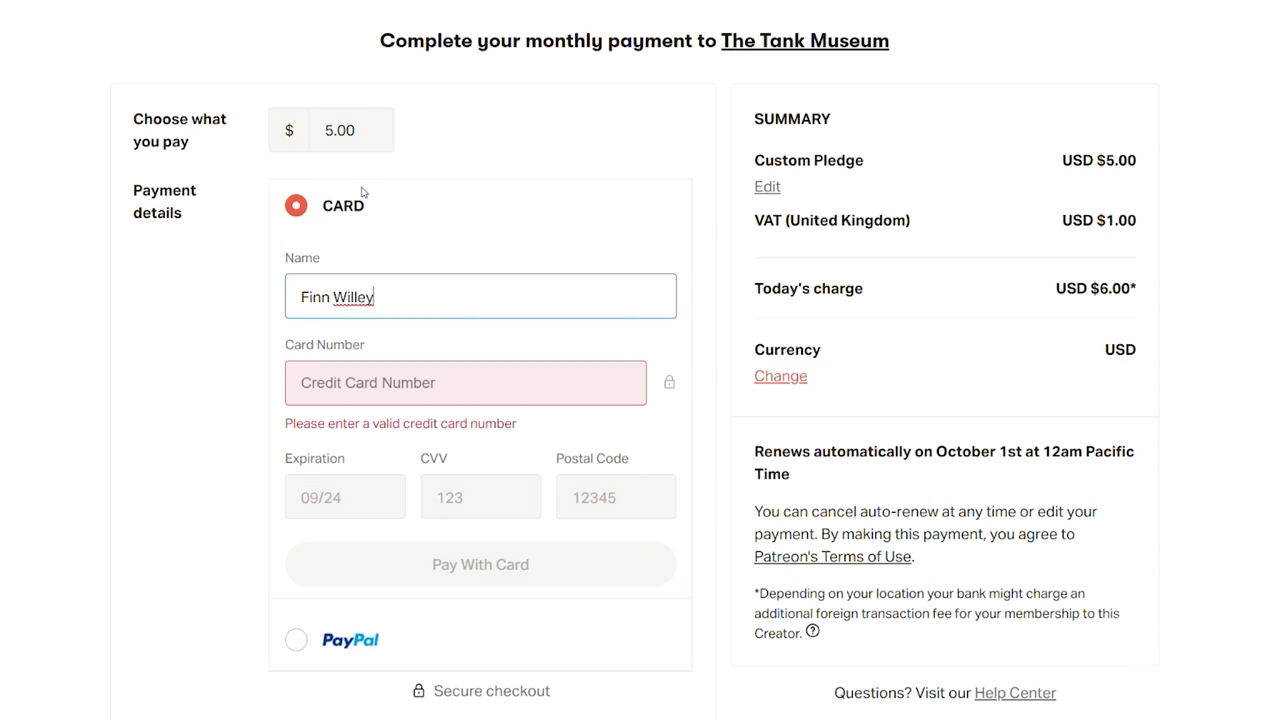 Complete your monthly payment to The Tank Museum
Choose what
you pay
$ 5.00
Payment
details
CARD
Name
Finn Willey
Card Number
Credit Card Number
Please enter a valid credit card number
Expiration CVV Postal Code
09/24 123 12345
Pay With Card
PayPal
Secure checkout
SUMMARY
Custom Pledge USD $5.00
Edit
VAT (United Kingdom) USD $1.00
Today's charge USD $6.00*
Currency USD
Change
Renews automatically on October 1st at 12am Pacific
Time
You can cancel auto-renew at any time or edit your
payment. By making this payment, you agree to
Patreon's Terms of Use.
*Depending on your location your bank might charge an
additional foreign transaction fee for your membership to this
Creator. ?
Questions? Visit our Help Center